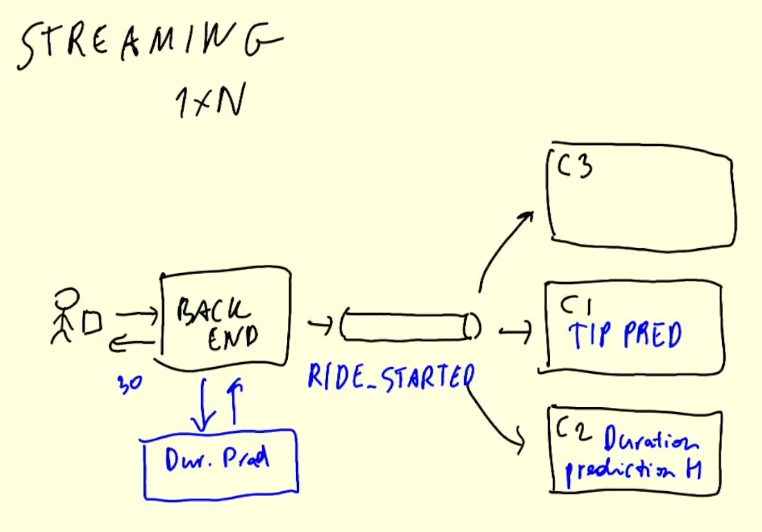 STREAMING
1xN
C3
BACK
END
30
RIDE_STARTED
C1
TIP PRED
C2 Duration
prediction H
Dur. Pred